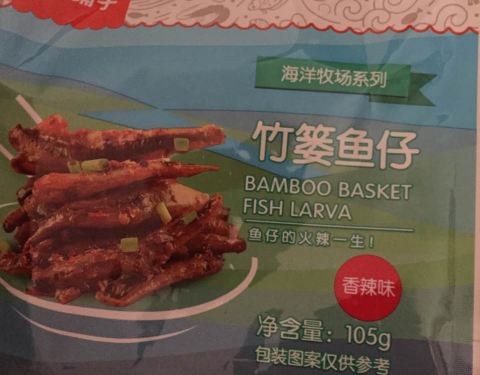 海洋牧场系列
竹篓鱼仔
BAMBOO BASKET
FISH LARVA
鱼仔的火辣一生!
香辣味
净含量: 105g
包装图案仅供参考